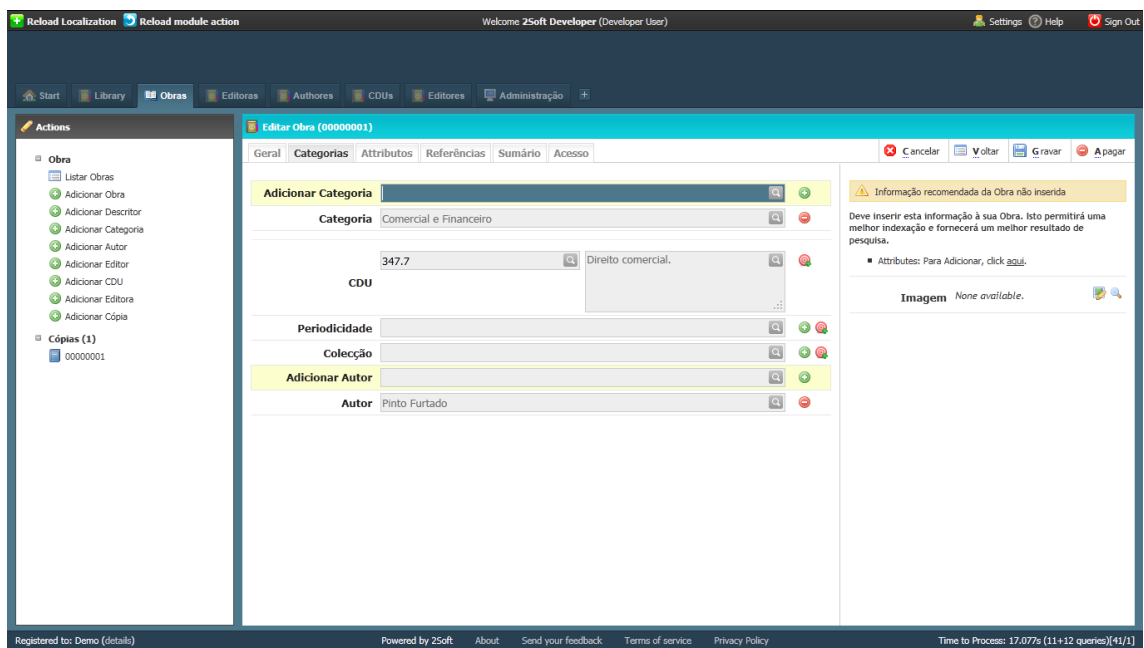 Reload Localization Reload module action Welcome 2Soft Developer (Developer User) Settings Help Sign Out
Start Library Obras Editoras Authores CDUs Editores Administração
Actions
Obra
Listar Obras
Adicionar Obra
Adicionar Descritor
Adicionar Categoria
Adicionar Autor
Adicionar Editor
Adicionar CDU
Adicionar Editora
Adicionar Cópia
Cópias (1)
00000001
Editar Obra (00000001)
Geral Categorias Attributos Referências Sumário Acesso
Cancelar Voltar Gravar Apagar
Adicionar Categoria
Categoria Comercial e Financeiro
CDU 347.7 Direito comercial.
Periodicidade
Colecção
Adicionar Autor
Autor Pinto Furtado
Informação recomendada da Obra não inserida
Deve inserir esta informação à sua Obra. Isto permitirá uma
melhor indexação e fornecerá um melhor resultado de
pesquisa.
Attributes: Para Adicionar, click aqui.
Imagem None available.
Registered to: Demo (details) Powered by 2Soft About Send your feedback Terms of service Privacy Policy Time to Process: 17.077s (11+12 queries)[41/1]